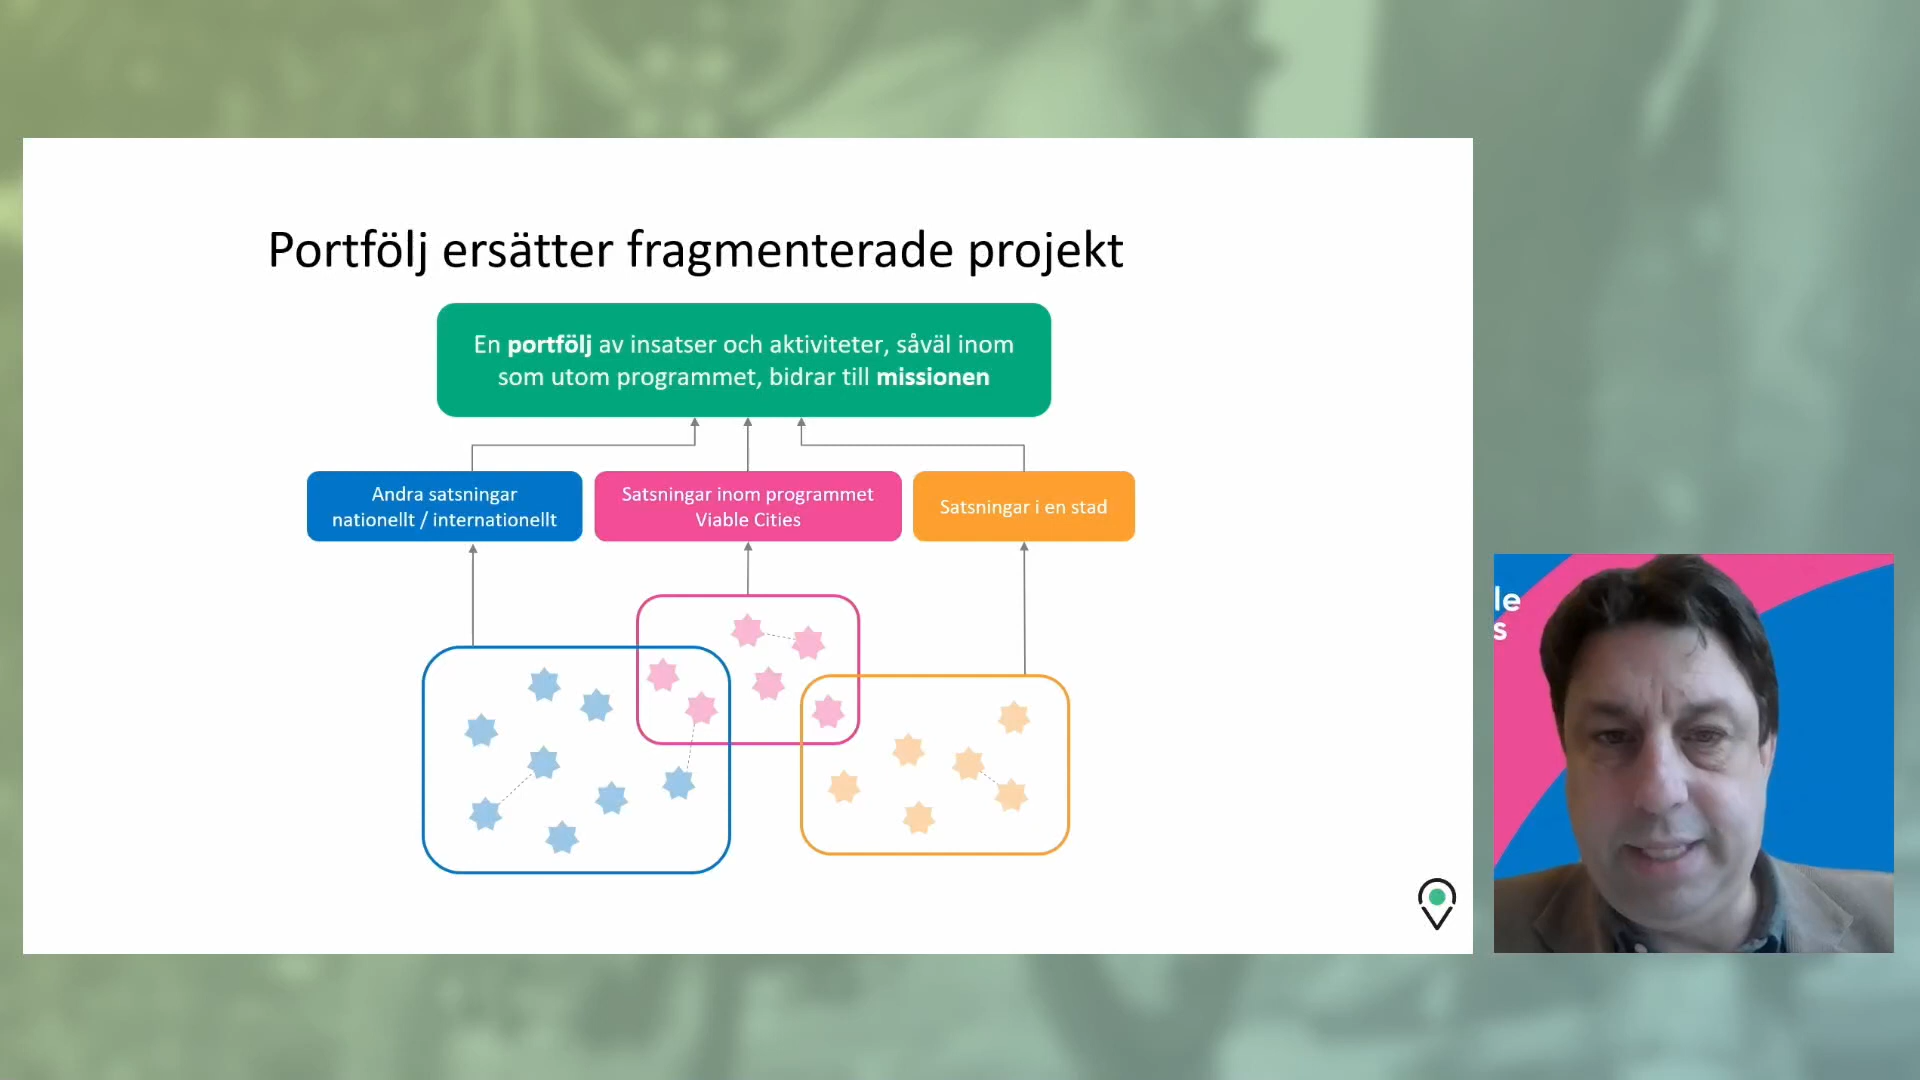 Portfölj ersätter fragmenterade projekt
En portfölj av insatser och aktiviteter, såväl inom
som utom programmet, bidrar till missionen
Andra satsningar
nationellt / internationellt
Satsningar inom programmet
Viable Cities
Satsningar i en stad
le
s